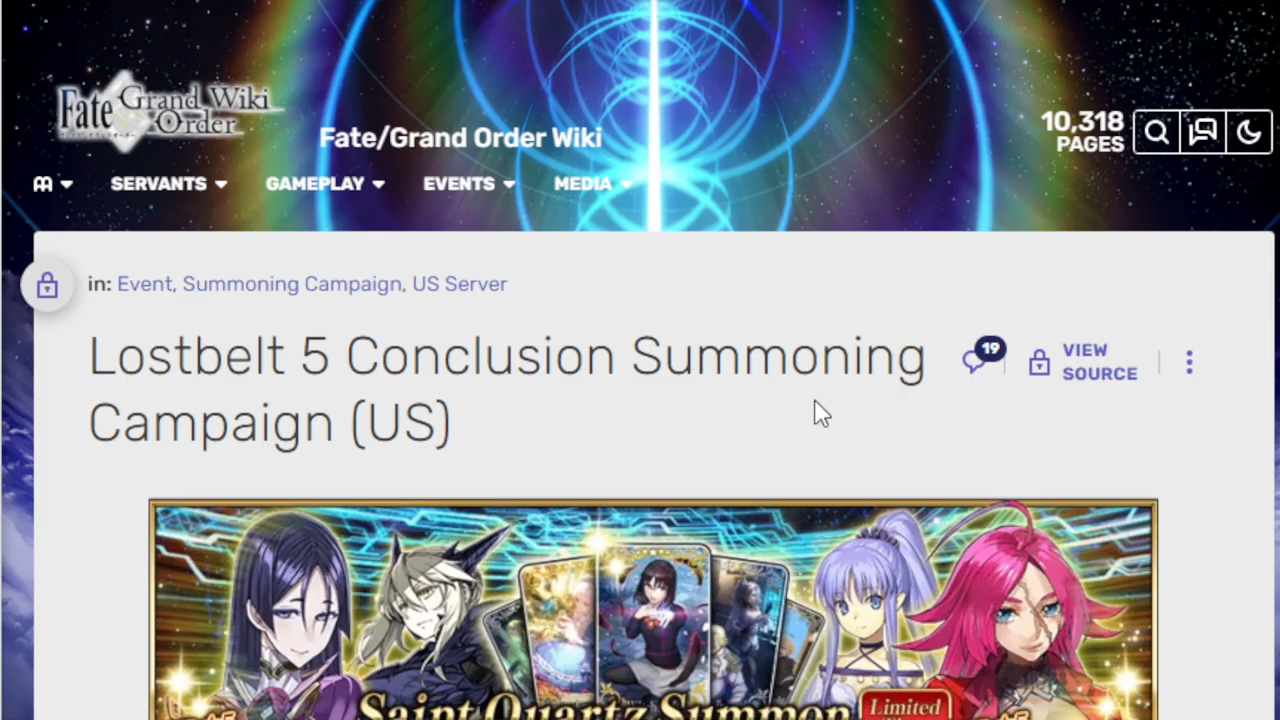 Fate Grand Wiki
Order
Fate/Grand Order Wiki
10,318
PAGES
SERVANTS
GAMEPLAY
EVENTS
MEDIA
in: Event, Summoning Campaign, US Server
Lostbelt 5 Conclusion Summoning
Campaign (US)
19
VIEW
SOURCE
Saint Quartz Summon
Limited